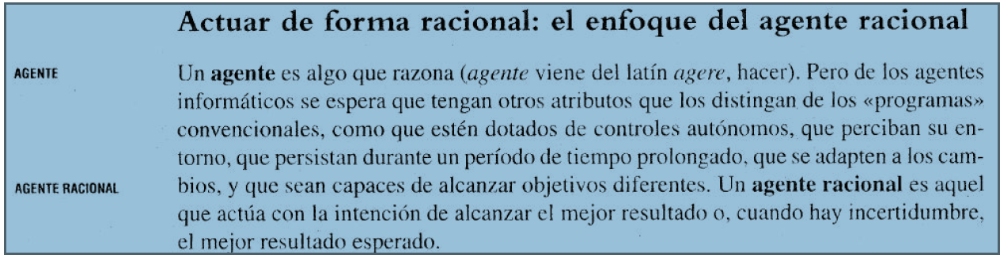 Actuar de forma racional: el enfoque del agente racional
AGENTE
Un agente es algo que razona (agente viene del latín agere, hacer). Pero de los agentes
informáticos se espera que tengan otros atributos que los distingan de los «programas»
convencionales, como que estén dotados de controles autónomos, que perciban su en-
torno, que persistan durante un período de tiempo prolongado, que se adapten a los cam-
AGENTE RACIONAL
bios, y que sean capaces de alcanzar objetivos diferentes. Un agente racional es aquel
que actúa con la intención de alcanzar el mejor resultado o, cuando hay incertidumbre,
el mejor resultado esperado.